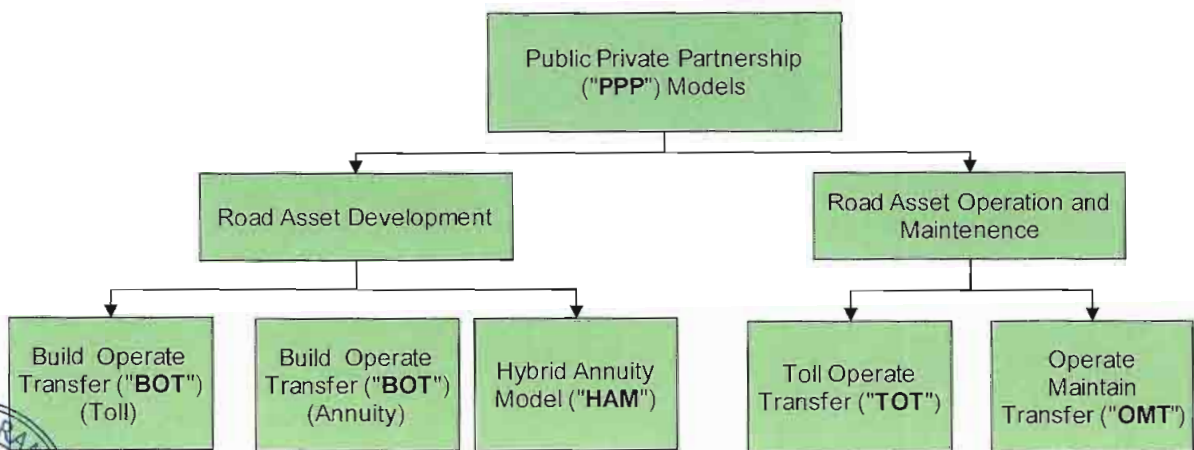 Public Private Partnership
("PPP") Models
Road Asset Development
Road Asset Operation and
Maintenence
Build Operate
Transfer ("BOT")
(Toll)
Build Operate
Transfer ("BOT")
(Annuity)
Hybrid Annuity
Model ("HAM")
Toll Operate
Transfer ("TOT")
Operate
Maintain
Transfer ("OMT")